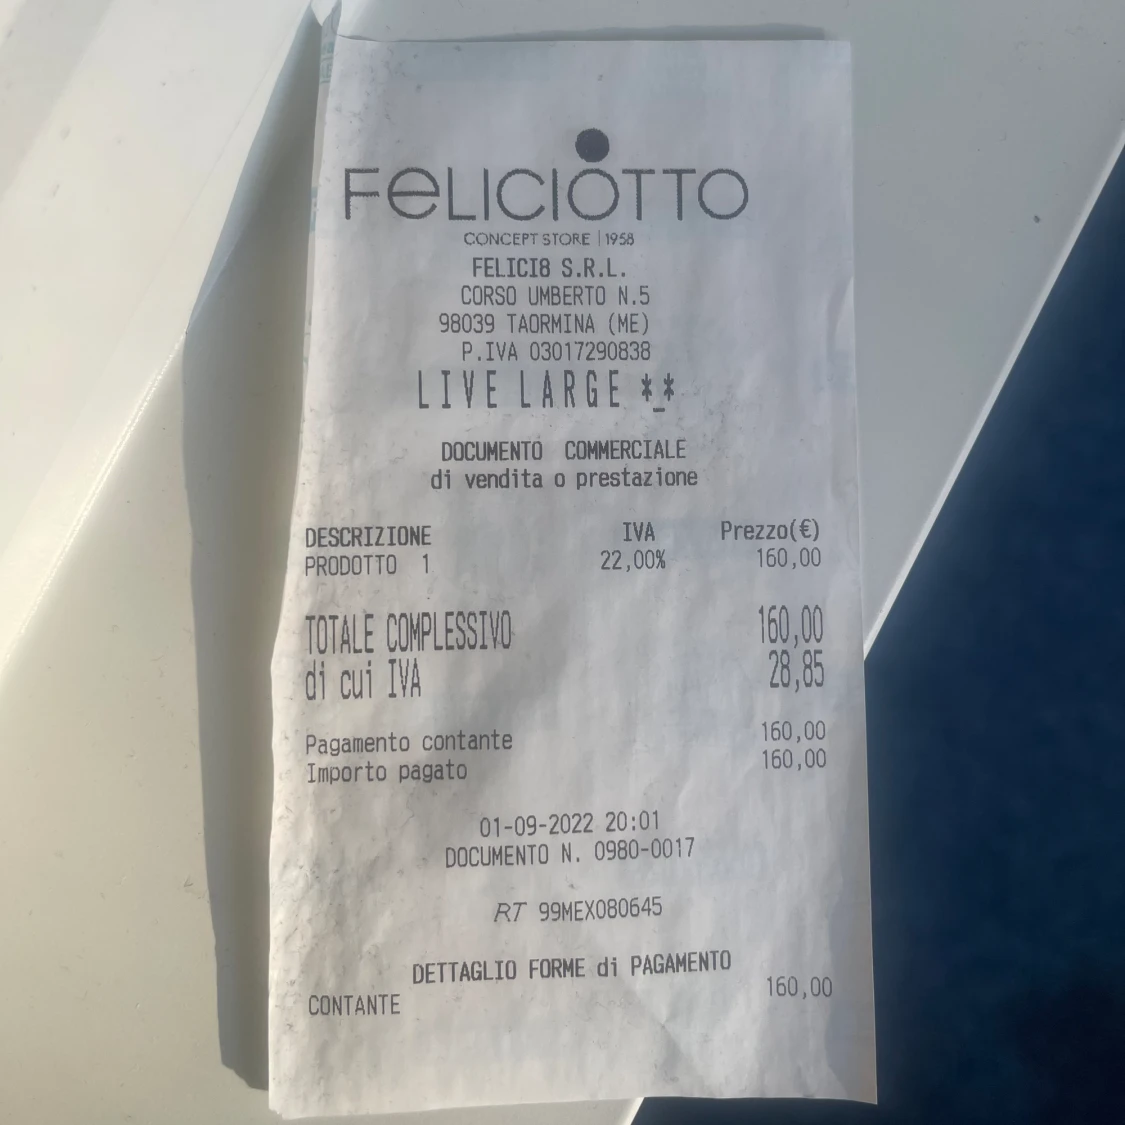 FELICIOTTO
CONCEPT STORE | 1958
FELICI8 S.R.L.
CORSO UMBERTO N.5
98039 TAORMINA (ME)
P.IVA 03017290838
LIVE LARGE *_*
DOCUMENTO COMMERCIALE
di vendita o prestazione
DESCRIZIONE IVA Prezzo(€)
PRODOTTO 1 22,00% 160,00
TOTALE COMPLESSIVO 160,00
di cui IVA 28,85
Pagamento contante 160,00
Importo pagato 160,00
01-09-2022 20:01
DOCUMENTO N. 0980-0017
RT 99MEX080645
DETTAGLIO FORME di PAGAMENTO
CONTANTE 160,00